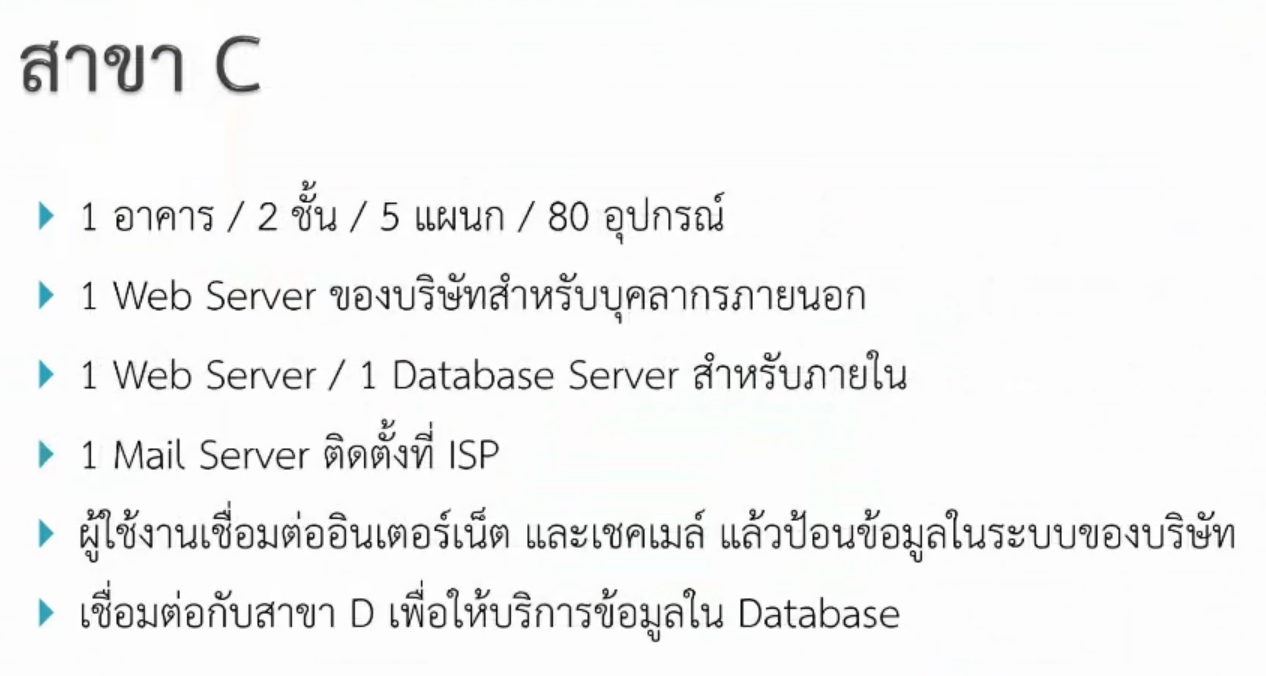 สาขา C
1 อาคาร / 2 ชั้น / 5 แผนก / 80 อุปกรณ์
1 Web Server ของบริษัทสำหรับบุคลากรภายนอก
1 Web Server / 1 Database Server สำหรับภายใน
1 Mail Server ติดตั้งที่ ISP
ผู้ใช้งานเชื่อมต่ออินเตอร์เน็ต และเชคเมล์ แล้วป้อนข้อมูลในระบบของบริษัท
เชื่อมต่อกับสาขา D เพื่อให้บริการข้อมูลใน Database